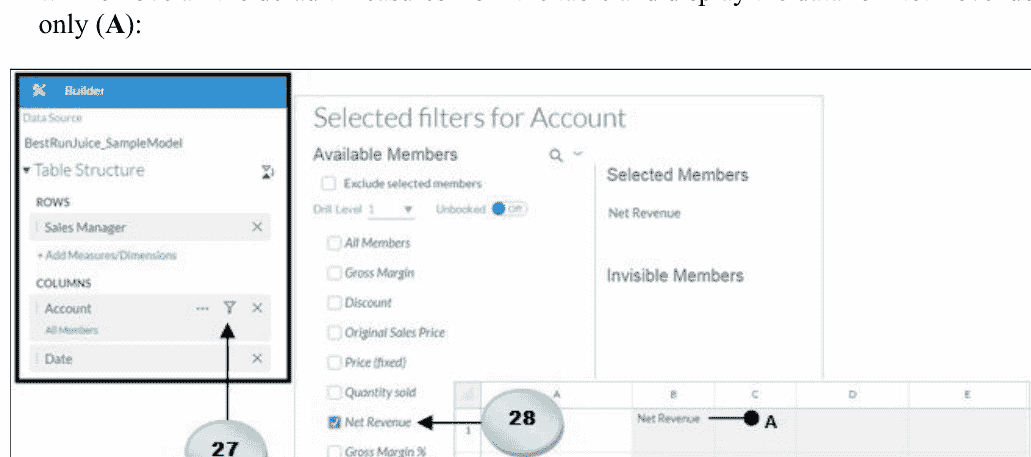 only (A):
Builder
Data Source
BestRunJuice_SampleModel
Table Structure
ROWS
Sales Manager
+ Add Measures/Dimensions
COLUMNS
Account
All Members
Date
27
Selected filters for Account
Available Members
Exclude selected members
Drill Level 1
Unbooked Off
All Members
Gross Margin
Discount
Original Sales Price
Price (fixed)
Quantity sold
Net Revenue
Gross Margin %
28
Selected Members
Net Revenue
Invisible Members
A B C D E
1 Net Revenue
A